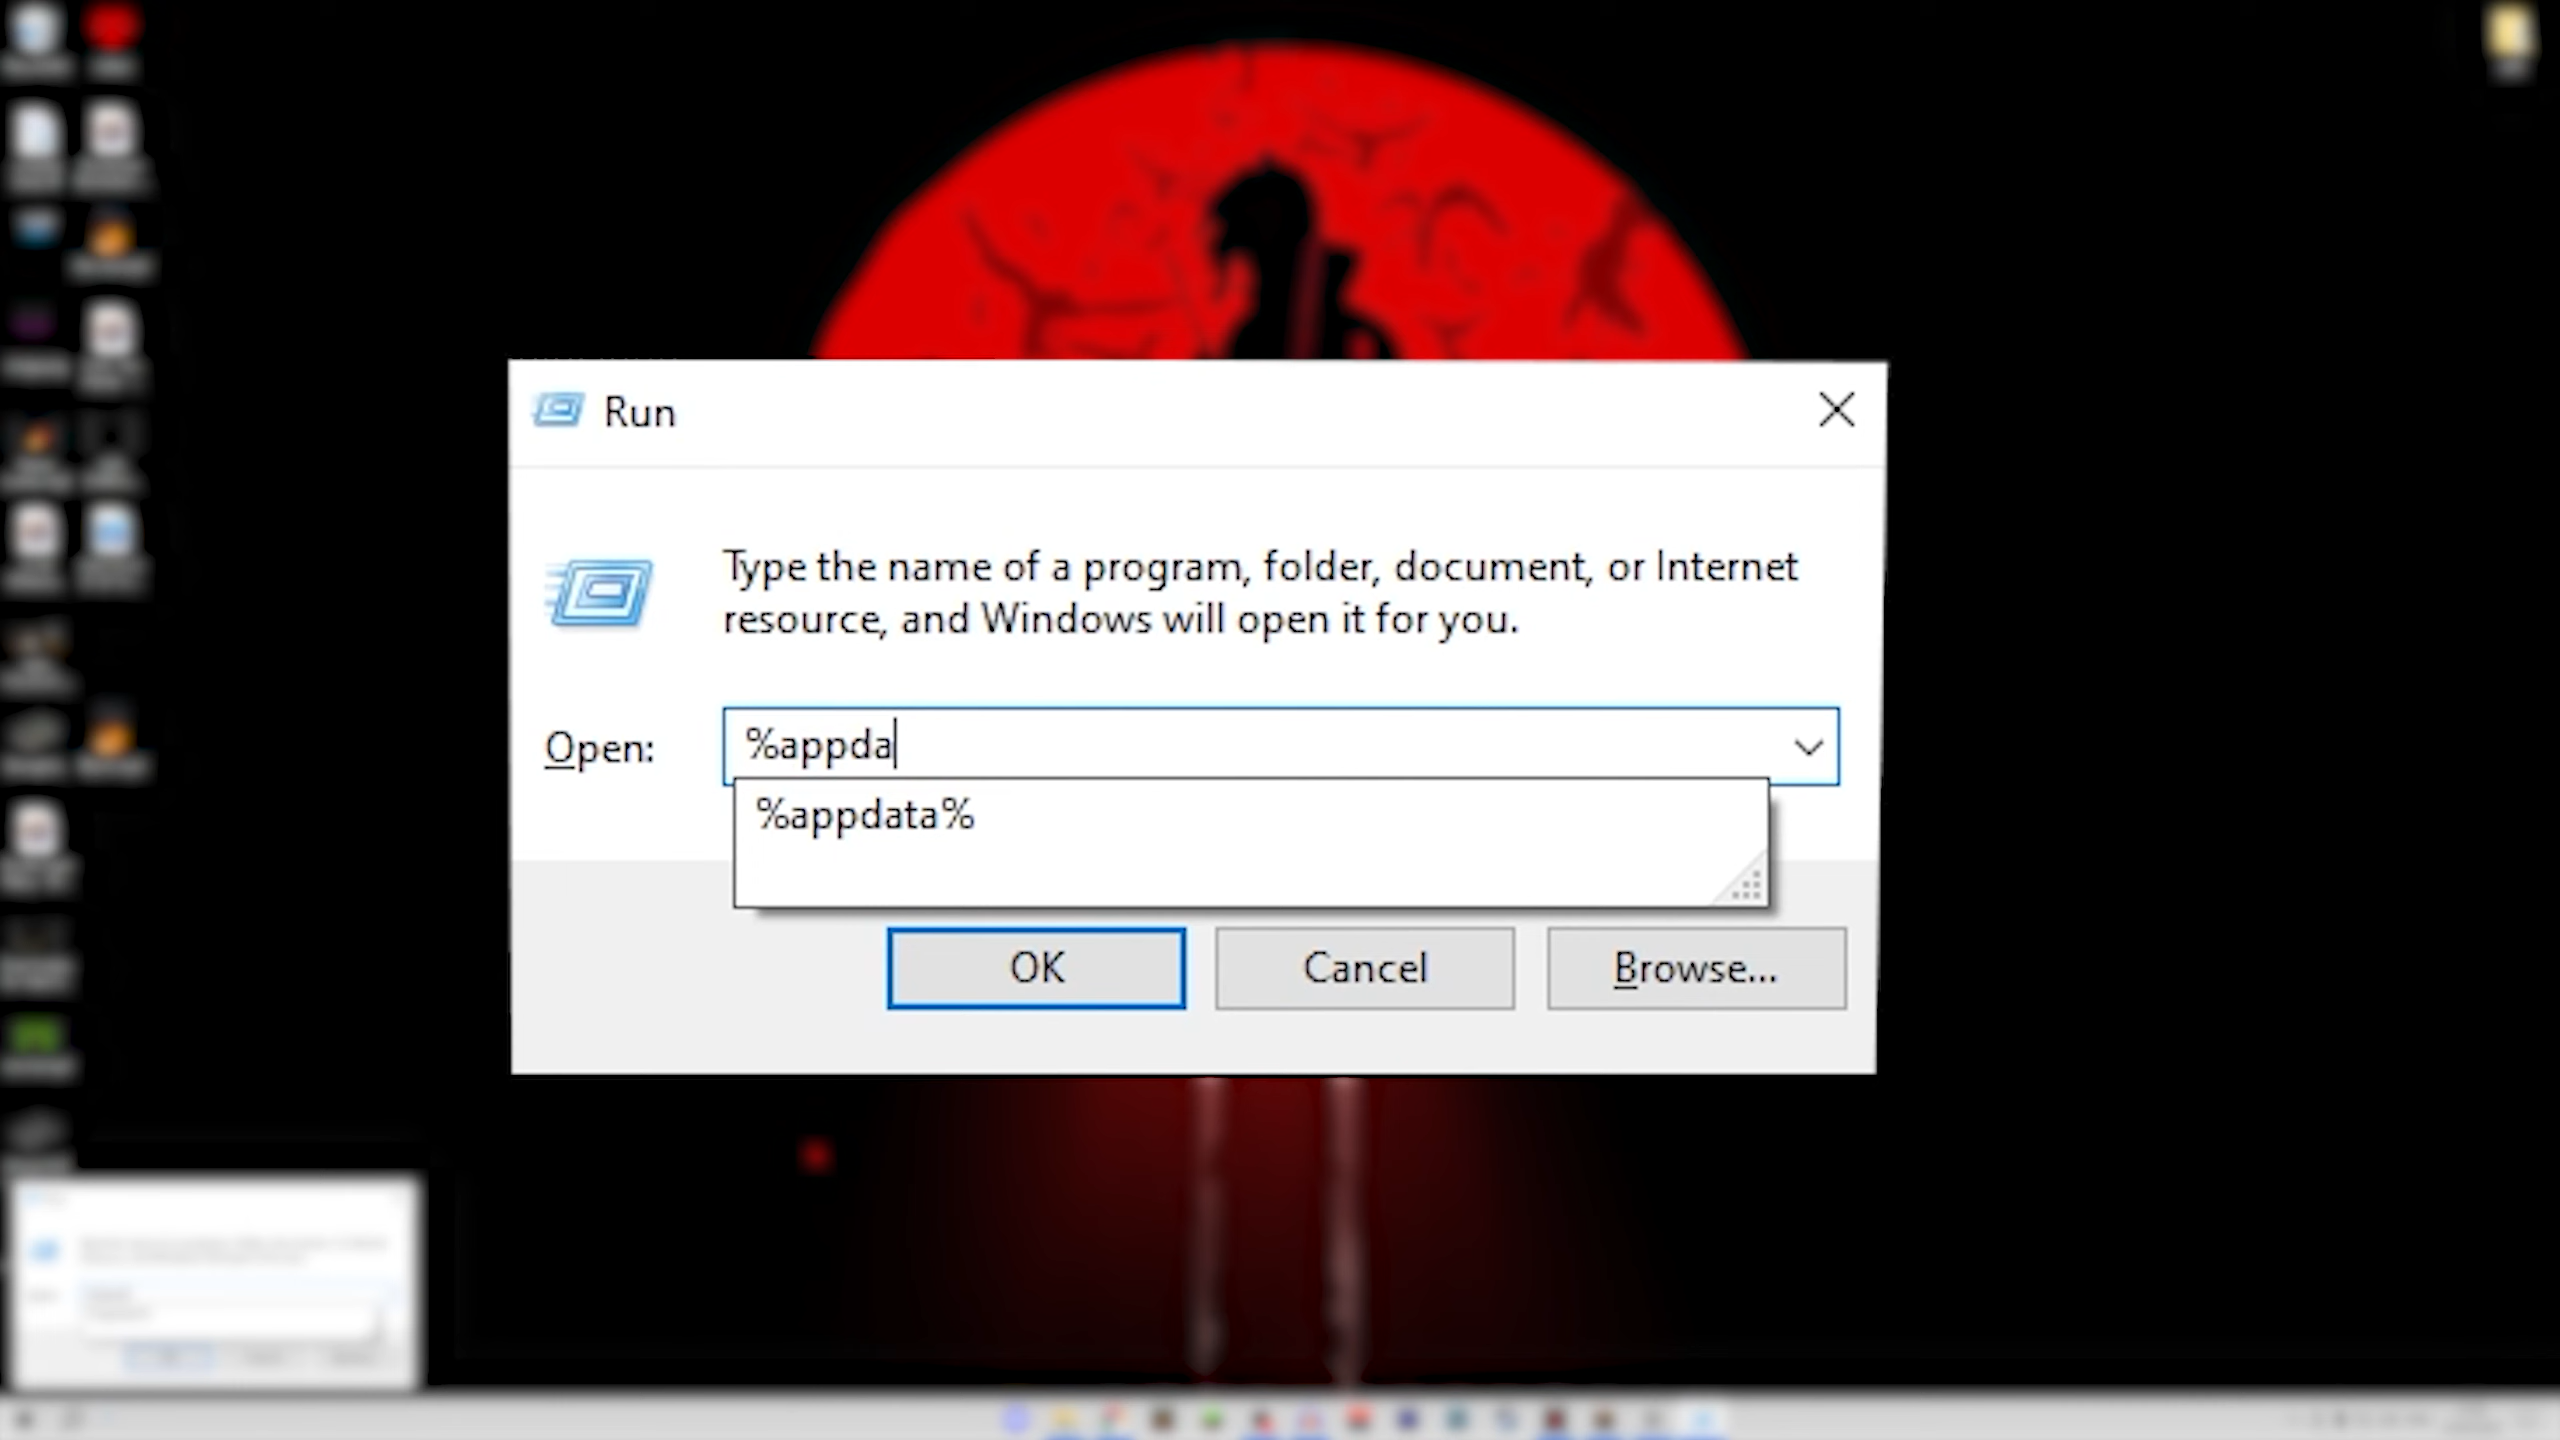 Run
Type the name of a program, folder, document, or Internet
resource, and Windows will open it for you.
Open:
%appda
%appdata%
OK
Cancel
Browse...